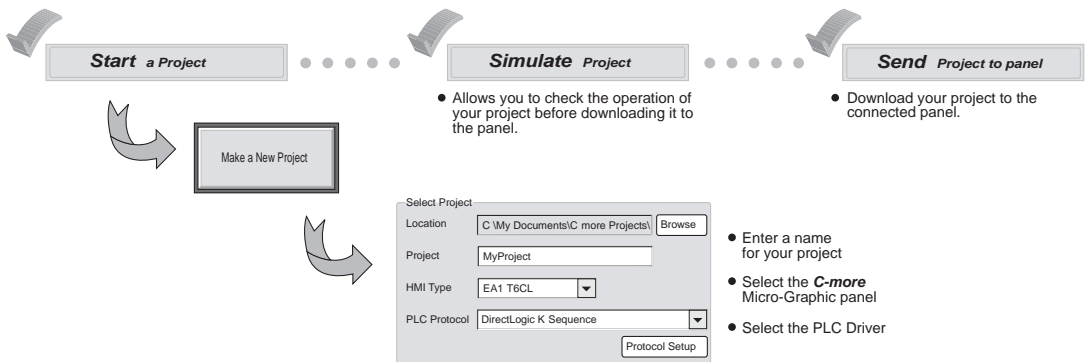 Start a Project
Simulate Project
Send Project to panel
• Allows you to check the operation of
your project before downloading it to
the panel.
• Download your project to the
connected panel.
Make a New Project
Select Project
Location C \My Documents\C more Projects\ Browse
Project MyProject
HMI Type EA1 T6CL
PLC Protocol DirectLogic K Sequence
Protocol Setup
• Enter a name
for your project
• Select the C-more
Micro-Graphic panel
• Select the PLC Driver